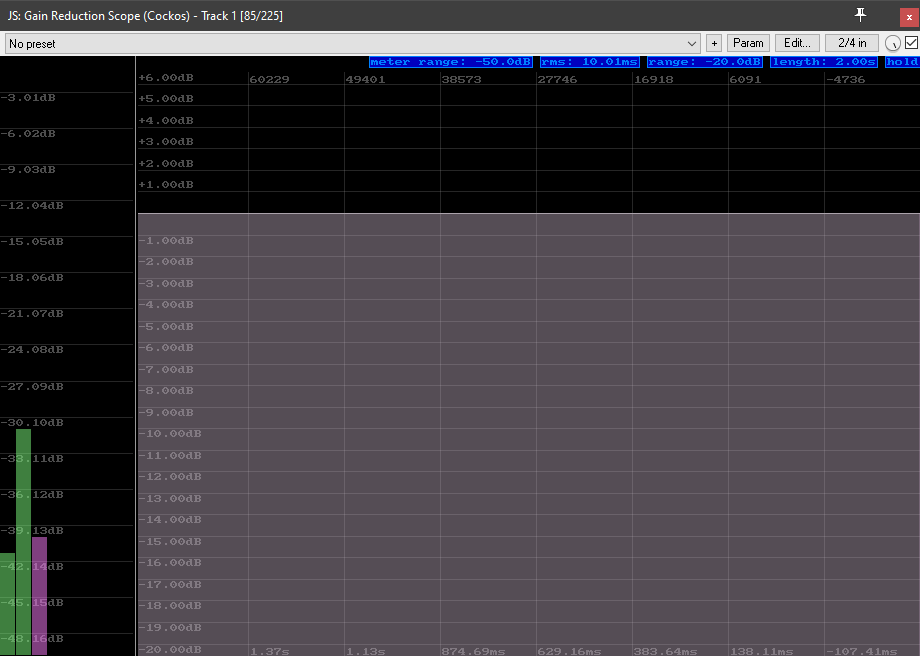 JS: Gain Reduction Scope (Cockos) - Track 1 [85/225]
x
No preset
+
Param
Edit...
2/4 in
meter range: -50.0dB rms: 10.01ms range: -20.0dB length: 2.00s hold
+6.00dB 60229 49401 38573 27746 16918 6091 -4736
-3.01dB
+5.00dB
+4.00dB
-6.02dB
+3.00dB
+2.00dB
-9.03dB
+1.00dB
-12.04dB
-15.05dB
-1.00dB
-2.00dB
-18.06dB
-3.00dB
-4.00dB
-21.07dB
-5.00dB
-6.00dB
-24.08dB
-7.00dB
-27.09dB
-8.00dB
-9.00dB
-30.10dB
-10.00dB
-11.00dB
-33.11dB
-12.00dB
-36.12dB
-13.00dB
-14.00dB
-39.13dB
-15.00dB
-16.00dB
-42.14dB
-17.00dB
-45.15dB
-18.00dB
-19.00dB
-48.16dB
-20.00dB 1.37s 1.13s 874.69ms 629.16ms 383.64ms 138.11ms -107.41ms